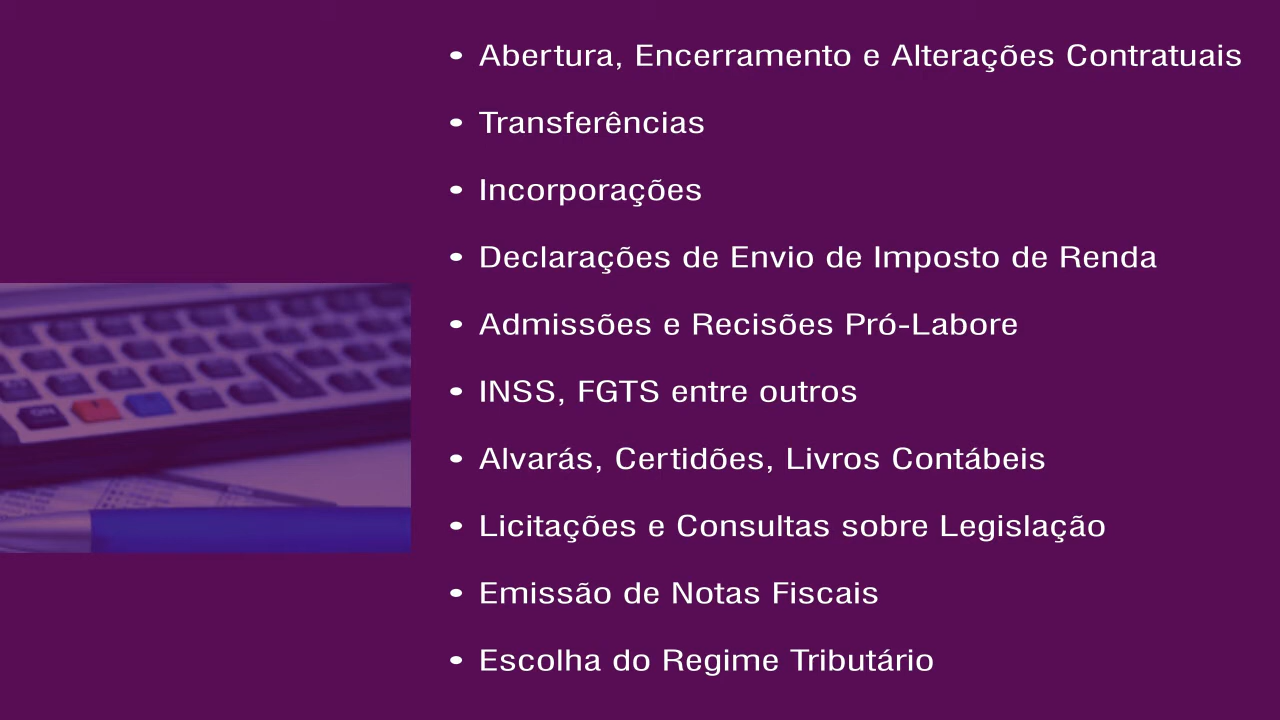 • Abertura, Encerramento e Alterações Contratuais
• Transferências
• Incorporações
• Declarações de Envio de Imposto de Renda
• Admissões e Recisões Pró-Labore
• INSS, FGTS entre outros
• Alvarás, Certidões, Livros Contábeis
• Licitações e Consultas sobre Legislação
• Emissão de Notas Fiscais
• Escolha do Regime Tributário
ON